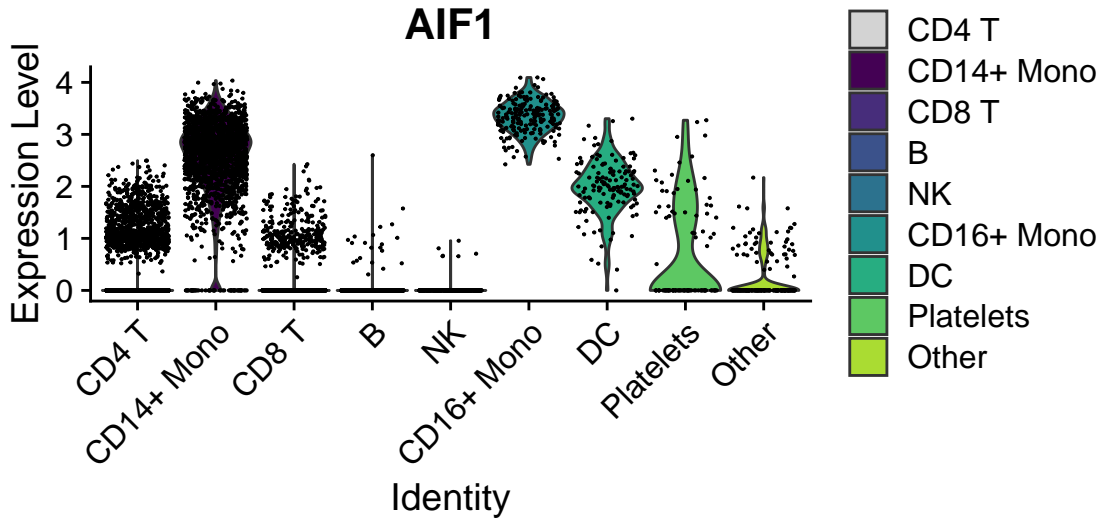 AIF1
Expression Level
4
3
2
1
0
CD4 T
CD14+ Mono
CD8 T
B
NK
CD16+ Mono
DC
Platelets
Other
Identity
CD4 T
CD14+ Mono
CD8 T
B
NK
CD16+ Mono
DC
Platelets
Other